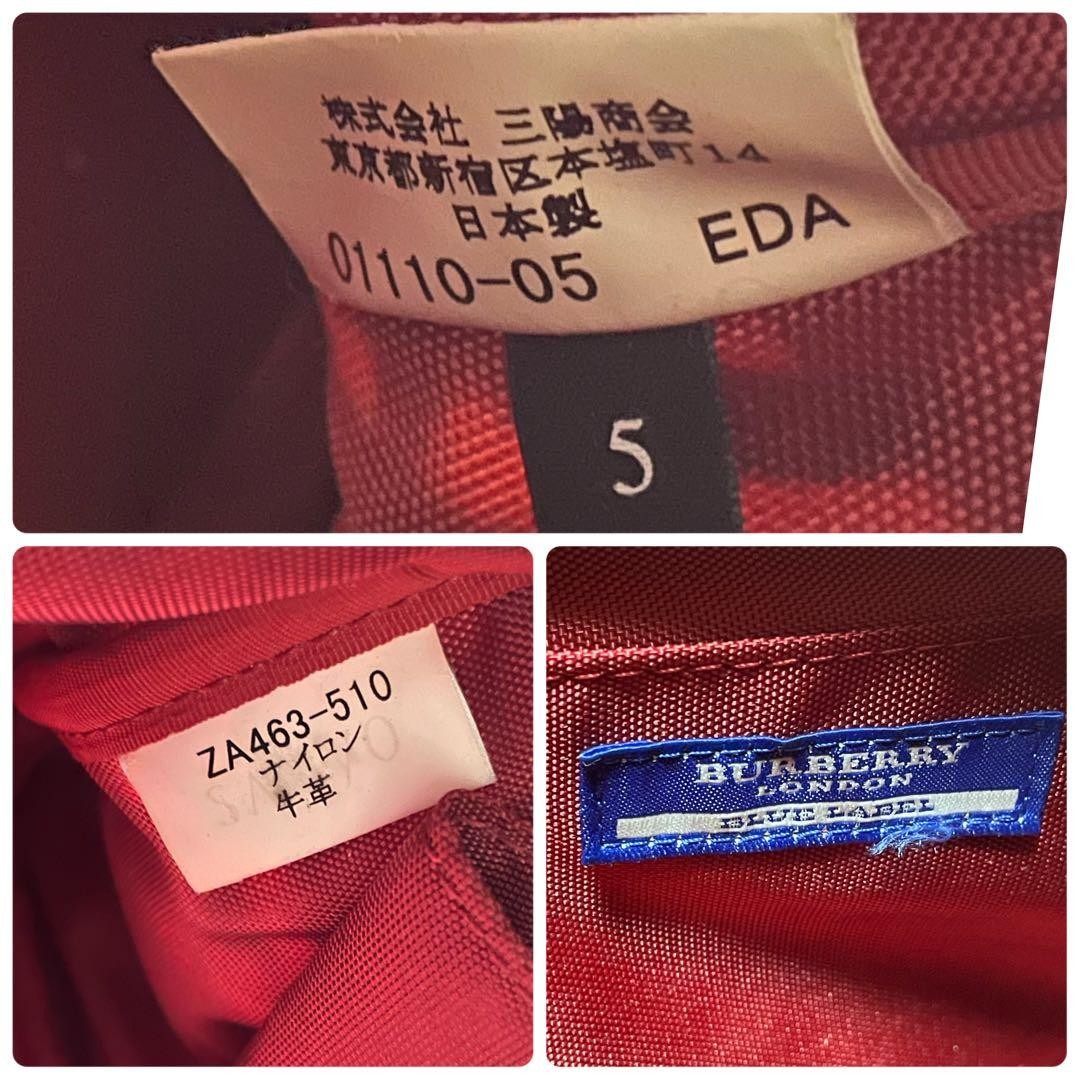 株式会社 三陽商会
東京都新宿区本塩町14
日本製
01110-05 EDA
5
ZA463-510
ナイロン
牛革
BURBERRY
LONDON
BLUE LABEL